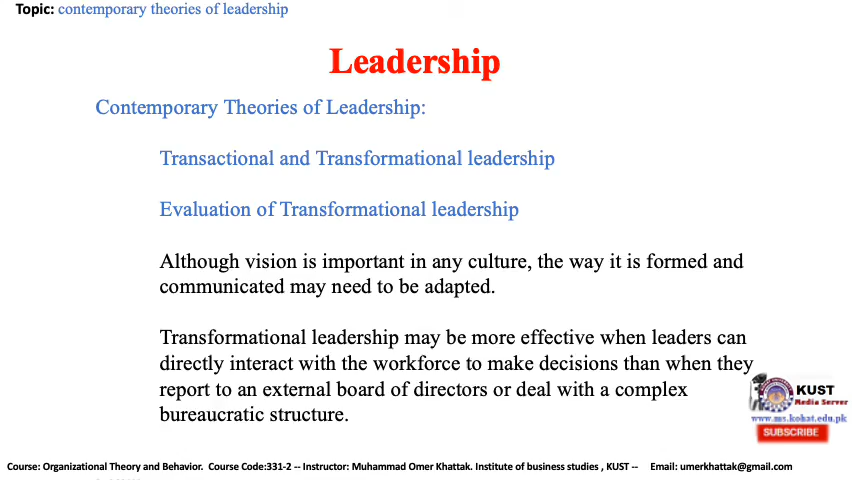 Topic: contemporary theories of leadership
Leadership
Contemporary Theories of Leadership:
Transactional and Transformational leadership
Evaluation of Transformational leadership
Although vision is important in any culture, the way it is formed and
communicated may need to be adapted.
Transformational leadership may be more effective when leaders can
directly interact with the workforce to make decisions than when they
report to an external board of directors or deal with a complex
bureaucratic structure.
KUST
Media Server
www.ms.kohat.edu.pk
SUBSCRIBE
Course: Organizational Theory and Behavior. Course Code:331-2 -- Instructor: Muhammad Omer Khattak. Institute of business studies , KUST -- Email: umerkhattak@gmail.com